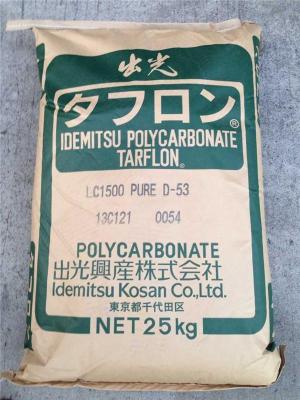 出光
タフロン®
IDEMITSU POLYCARBONATE
TARFLON®
LC1500 PURE D-53
13C121 0054
POLYCARBONATE
出光興産株式会社
Idemitsu Kosan Co.,Ltd.
東京都千代田区
NET 25kg